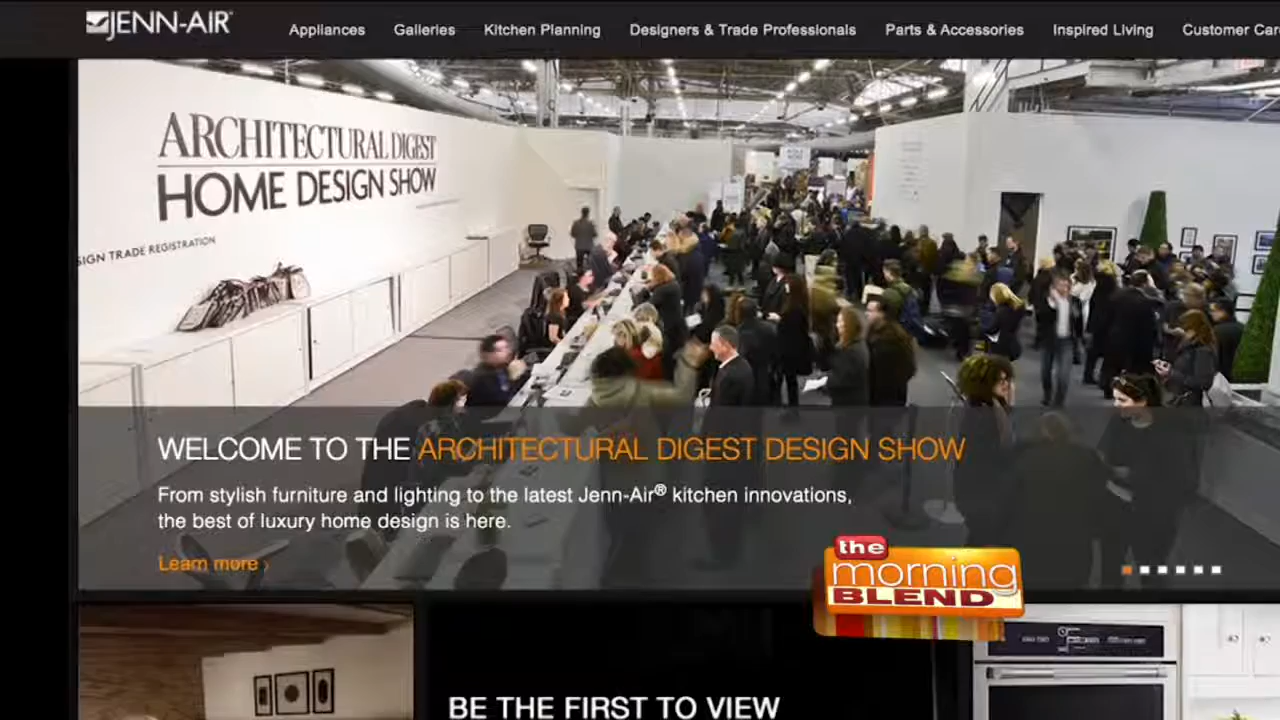 JENN-AIR
Appliances Galleries Kitchen Planning Designers & Trade Professionals Parts & Accessories Inspired Living Customer Car
ARCHITECTURAL DIGEST
HOME DESIGN SHOW
SIGN TRADE REGISTRATION
WELCOME TO THE ARCHITECTURAL DIGEST DESIGN SHOW
From stylish furniture and lighting to the latest Jenn-Air® kitchen innovations,
the best of luxury home design is here.
Learn more ›
the
morning
BLEND
BE THE FIRST TO VIEW